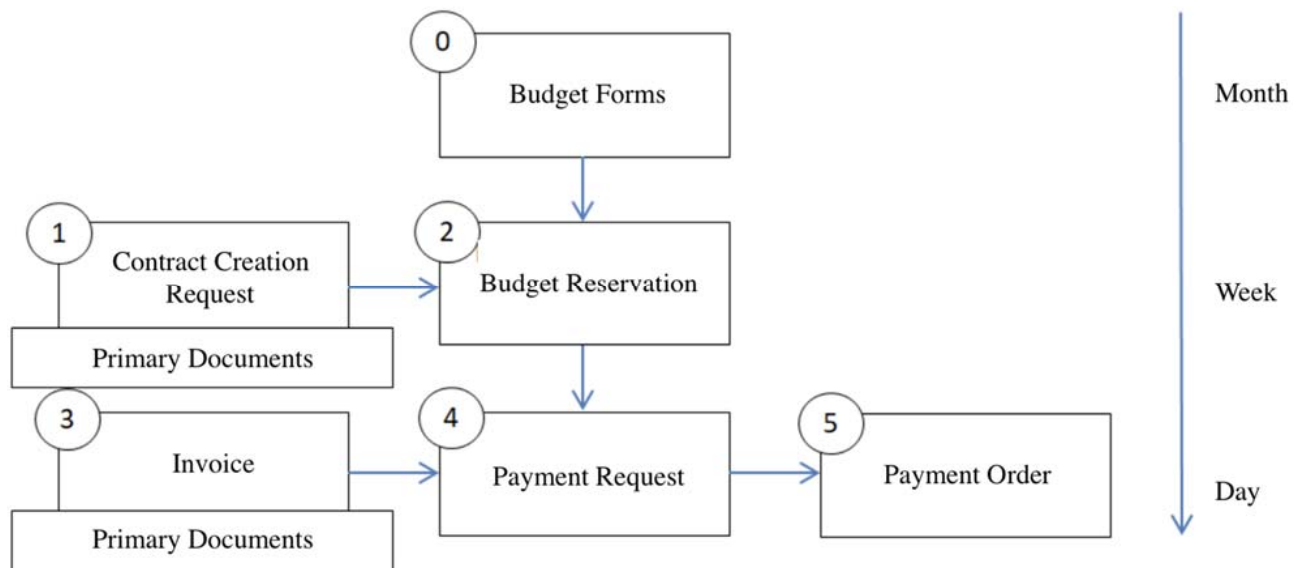 0
Budget Forms
Month
1
Contract Creation
Request
2
Budget Reservation
Week
Primary Documents
3
Invoice
4
Payment Request
5
Payment Order
Day
Primary Documents